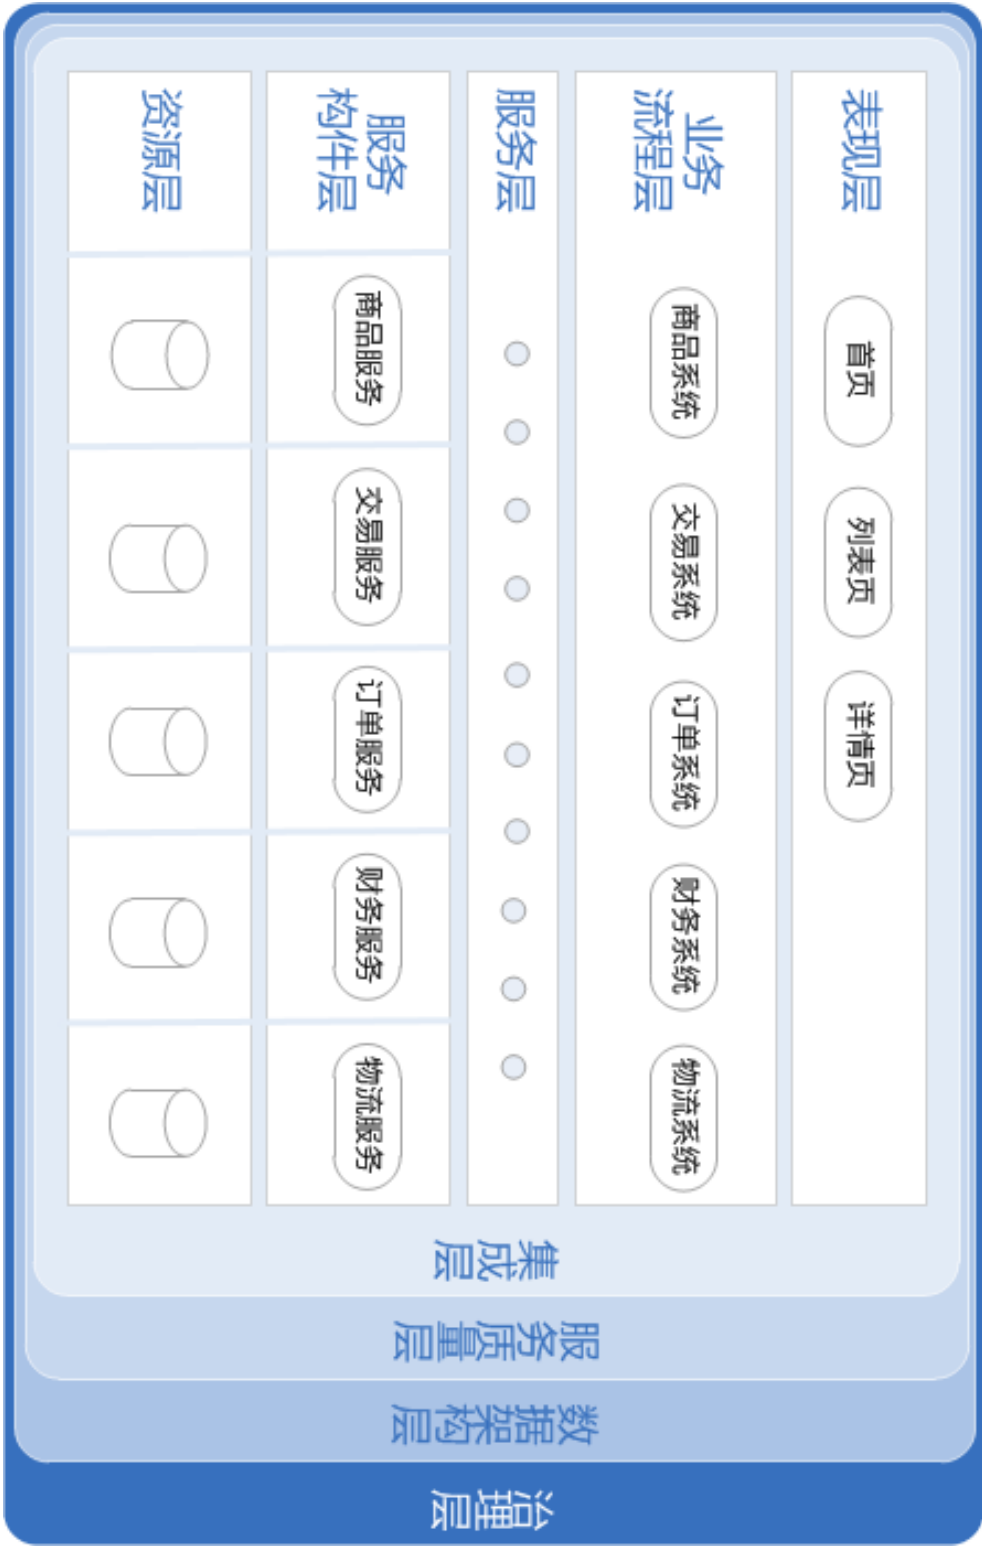 表现层
首页
列表页
详情页
业务
流程层
商品系统
交易系统
订单系统
财务系统
物流系统
服务层
服务
构件层
商品服务
交易服务
订单服务
财务服务
物流服务
资源层
集成层
服务质量层
数据架构层
治理层